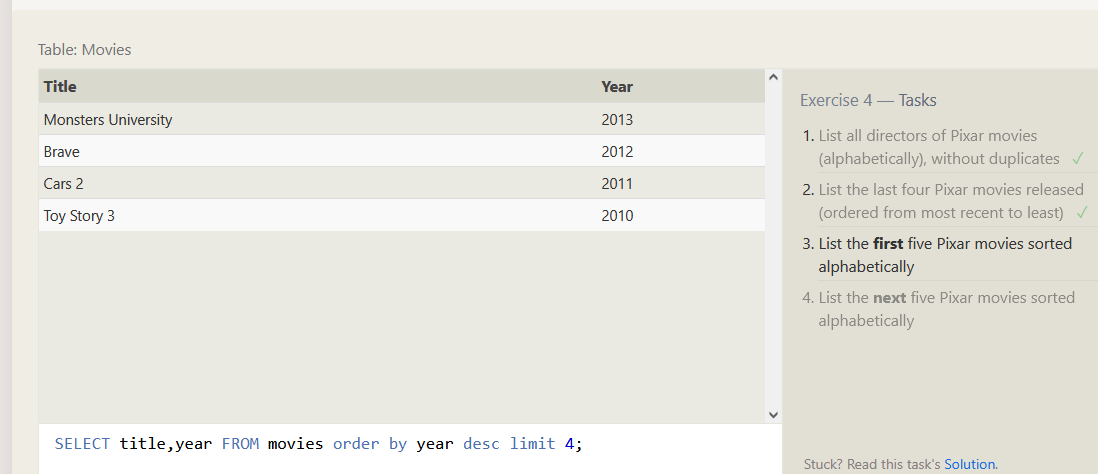 Table: Movies
Title Year
Monsters University 2013
Brave 2012
Cars 2 2011
Toy Story 3 2010
SELECT title,year FROM movies order by year desc limit 4;
Exercise 4 — Tasks
1. List all directors of Pixar movies
(alphabetically), without duplicates ✓
2. List the last four Pixar movies released
(ordered from most recent to least) ✓
3. List the first five Pixar movies sorted
alphabetically
4. List the next five Pixar movies sorted
alphabetically
Stuck? Read this task's Solution.